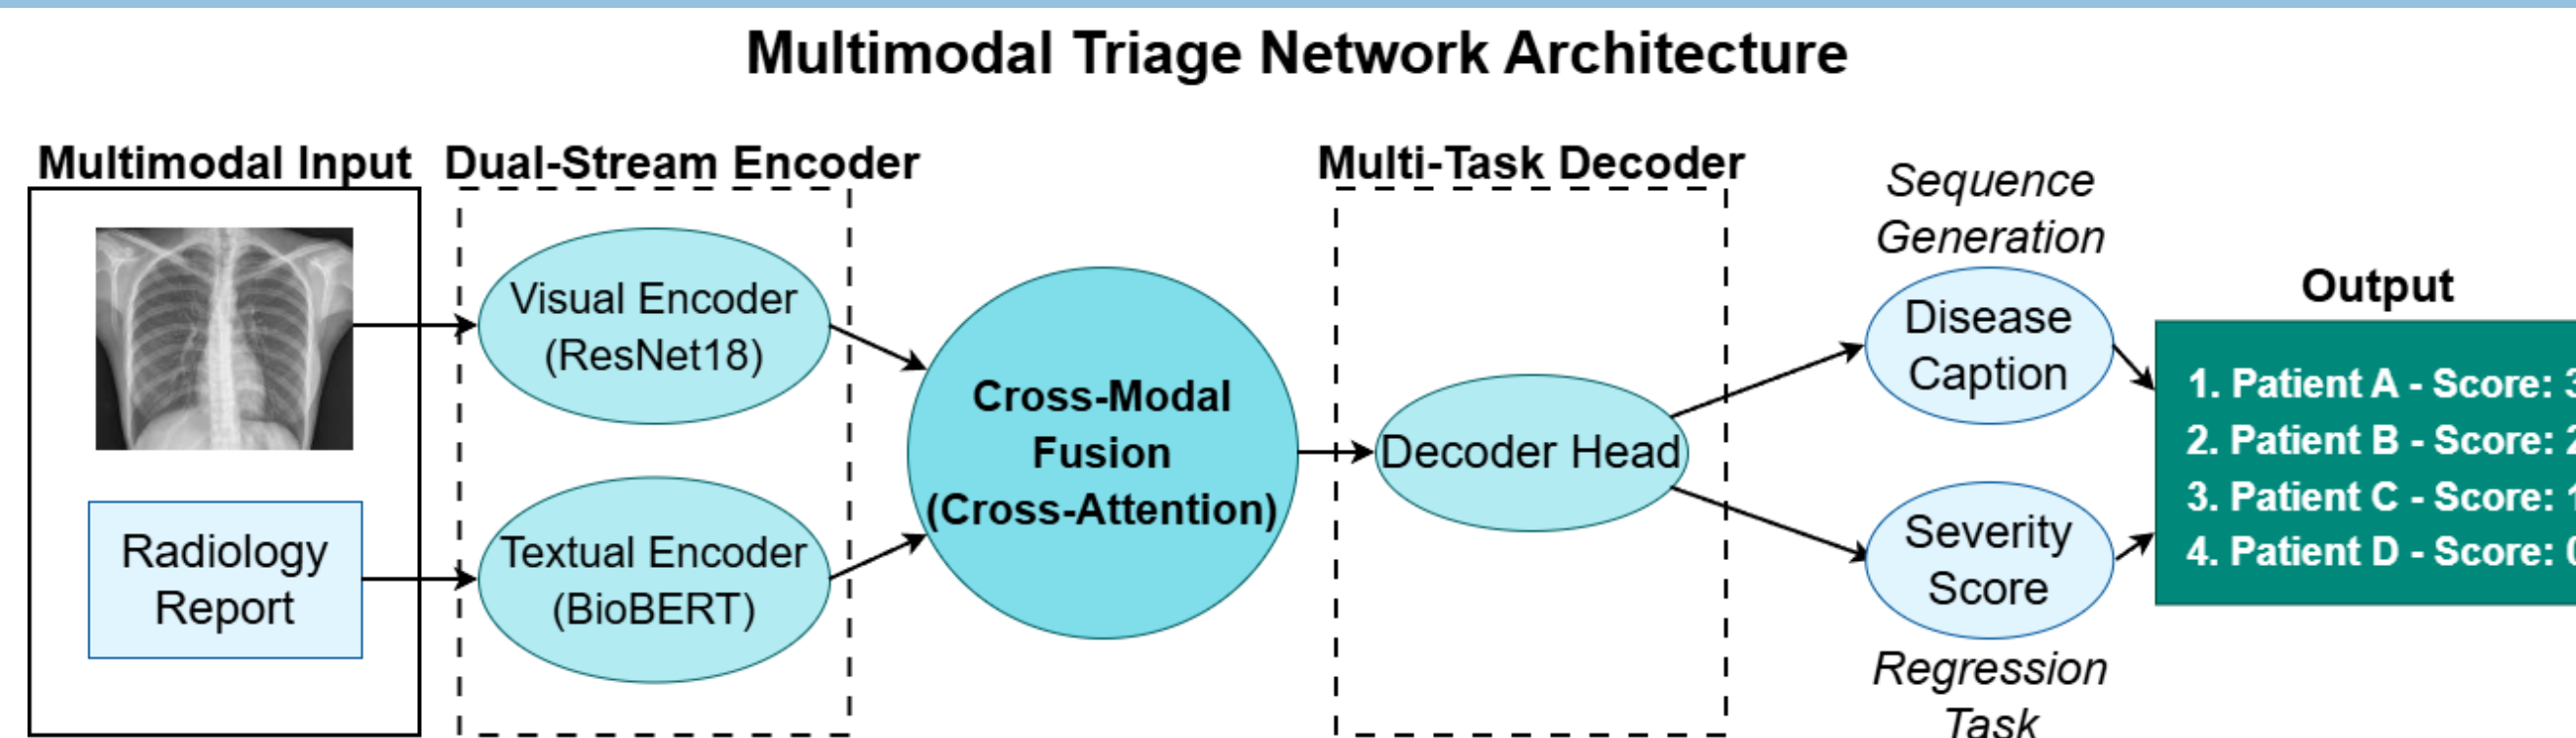 Multimodal Triage Network Architecture
Multimodal Input
Radiology
Report
Dual-Stream Encoder
Visual Encoder
(ResNet18)
Textual Encoder
(BioBERT)
Cross-Modal
Fusion
(Cross-Attention)
Multi-Task Decoder
Decoder Head
Sequence
Generation
Disease
Caption
Severity
Score
Regression
Task
Output
1. Patient A - Score:
2. Patient B - Score:
3. Patient C - Score:
4. Patient D - Score: